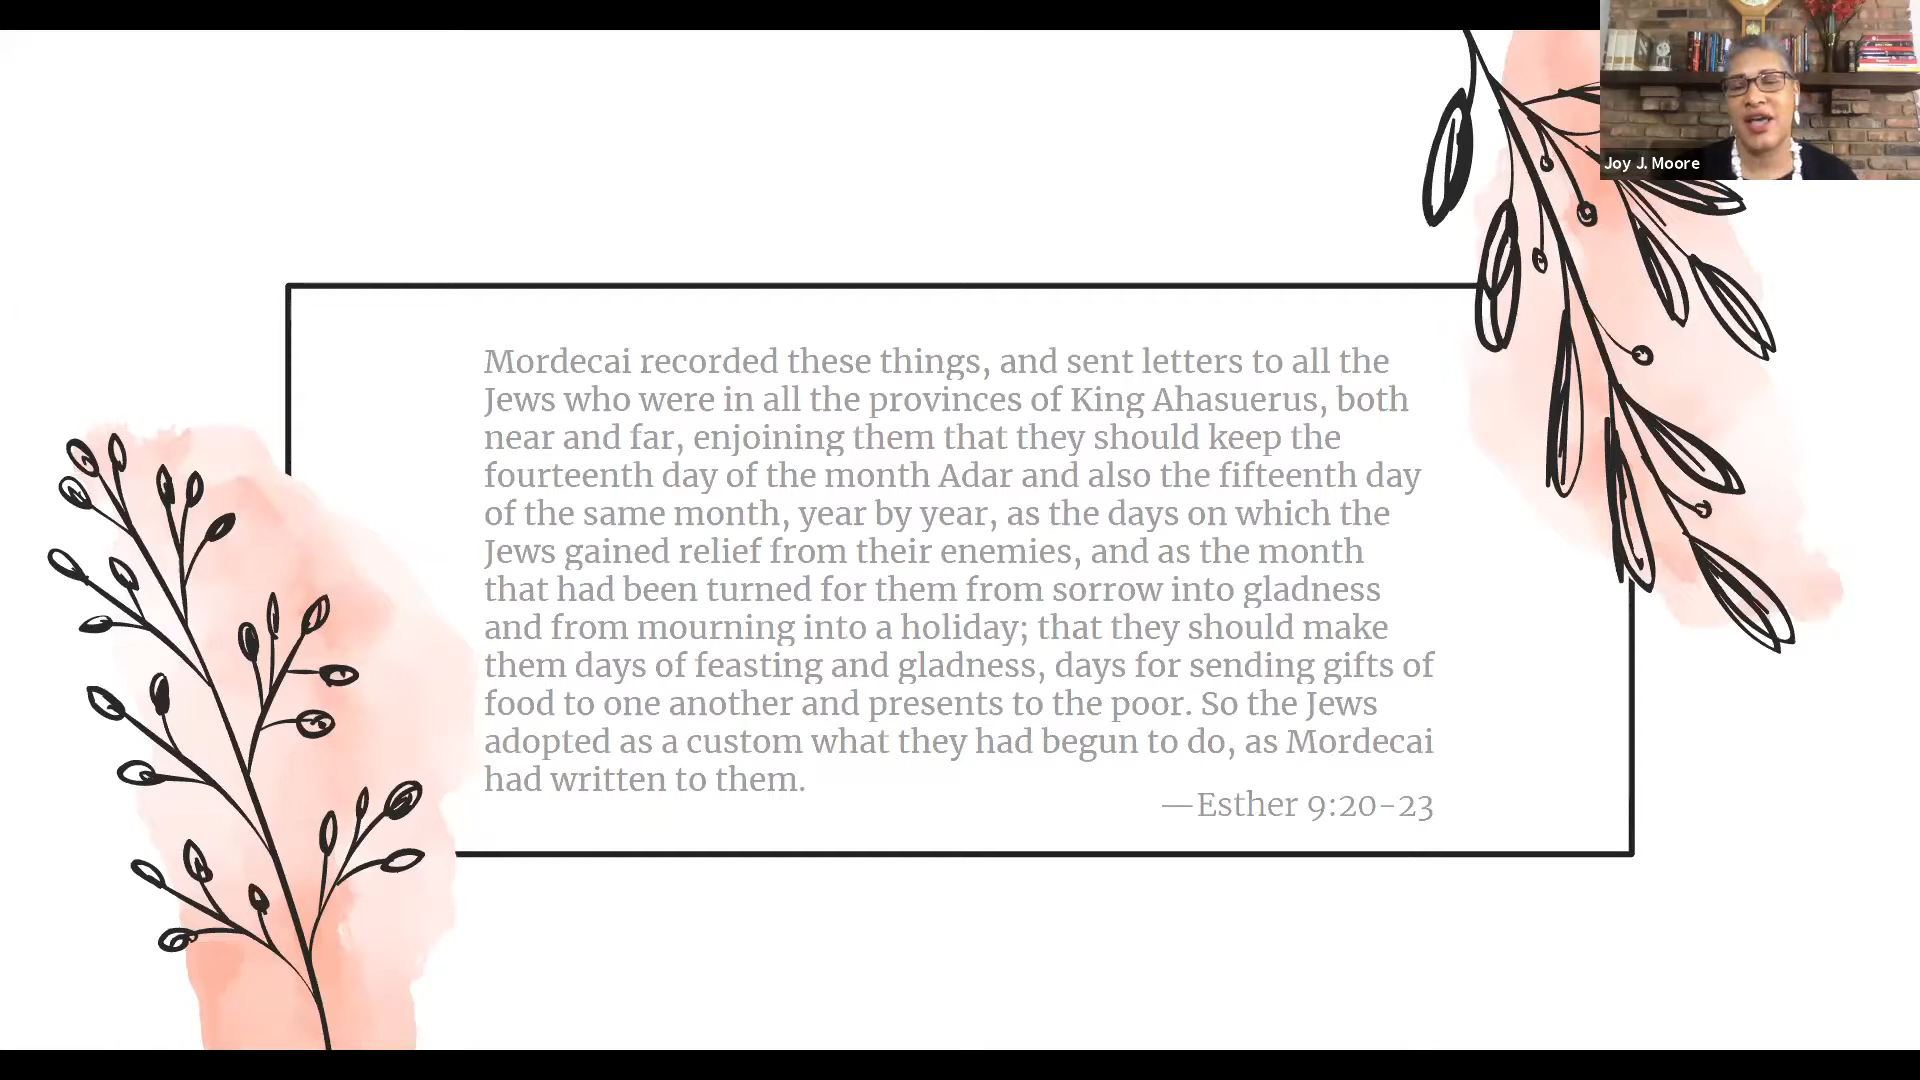 Joy J. Moore
Mordecai recorded these things, and sent letters to all the
Jews who were in all the provinces of King Ahasuerus, both
near and far, enjoining them that they should keep the
fourteenth day of the month Adar and also the fifteenth day
of the same month, year by year, as the days on which the
Jews gained relief from their enemies, and as the month
that had been turned for them from sorrow into gladness
and from mourning into a holiday; that they should make
them days of feasting and gladness, days for sending gifts of
food to one another and presents to the poor. So the Jews
adopted as a custom what they had begun to do, as Mordecai
had written to them.
—Esther 9:20-23